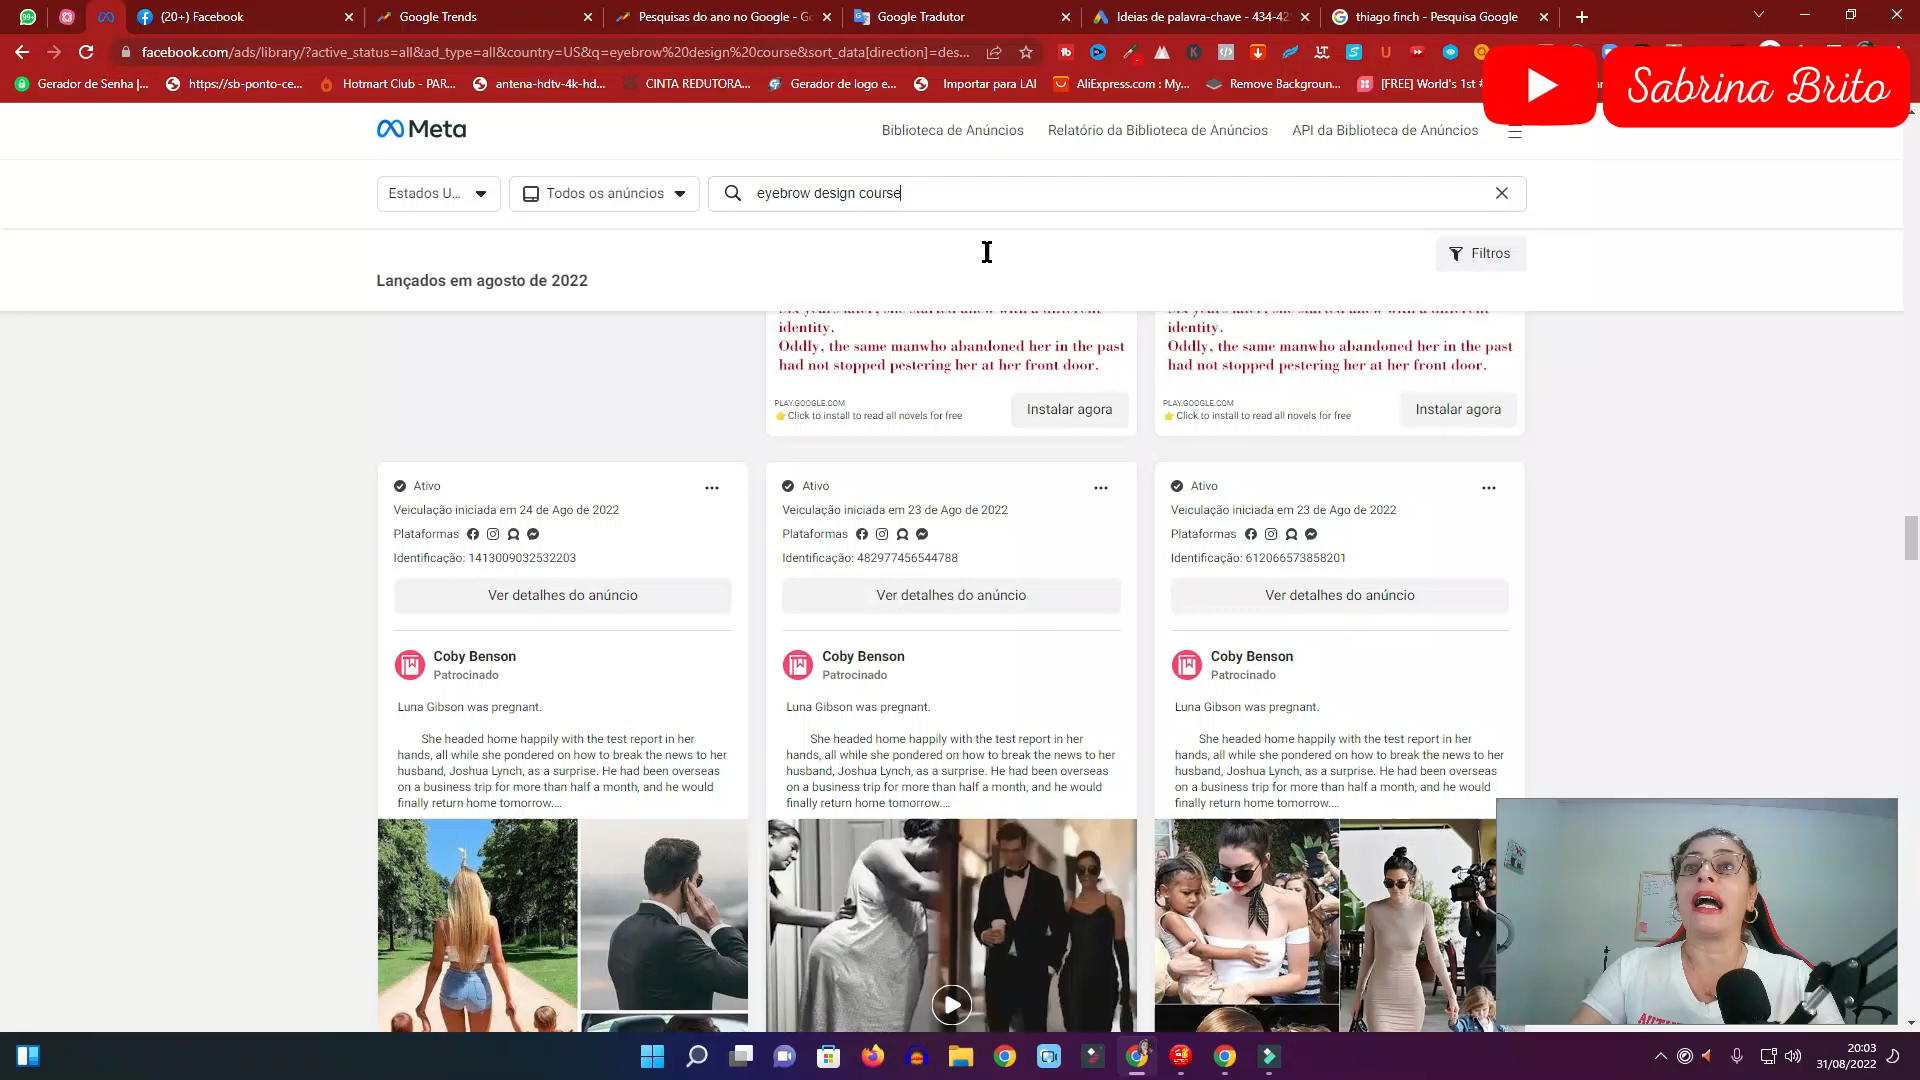 (20+) Facebook
Google Trends
Pesquisas do ano no Google - Go
Google Tradutor
Ideias de palavra-chave - 434-42
thiago finch - Pesquisa Google
facebook.com/ads/library/?active_status=all&ad_type=all&country=US&q=eyebrow%20design%20course&sort_data[direction]=des...
Gerador de Senha |...
https://sb-ponto-ce...
Hotmart Club - PAR...
antena-hdtv-4k-hd...
CINTA REDUTORA...
Gerador de logo e...
Importar para LAI
AliExpress.com : My...
Remove Backgroun...
[FREE] World's 1st #
Sabrina Brito
Meta
Biblioteca de Anúncios
Relatório da Biblioteca de Anúncios
API da Biblioteca de Anúncios
Estados U...
Todos os anúncios
eyebrow design course
Filtros
Lançados em agosto de 2022
identity.
Oddly, the same manwho abandoned her in the past
had not stopped pestering her at her front door.
PLAY.GOOGLE.COM
👉Click to install to read all novels for free
Instalar agora
identity.
Oddly, the same manwho abandoned her in the past
had not stopped pestering her at her front door.
PLAY.GOOGLE.COM
👉Click to install to read all novels for free
Instalar agora
Ativo
Veiculação iniciada em 24 de Ago de 2022
Plataformas
Identificação: 1413009032532203
Ver detalhes do anúncio
Coby Benson
Patrocinado
Luna Gibson was pregnant.
She headed home happily with the test report in her
hands, all while she pondered on how to break the news to her
husband, Joshua Lynch, as a surprise. He had been overseas
on a business trip for more than half a month, and he would
finally return home tomorrow....
Ativo
Veiculação iniciada em 23 de Ago de 2022
Plataformas
Identificação: 482977456544788
Ver detalhes do anúncio
Coby Benson
Patrocinado
Luna Gibson was pregnant.
She headed home happily with the test report in her
hands, all while she pondered on how to break the news to her
husband, Joshua Lynch, as a surprise. He had been overseas
on a business trip for more than half a month, and he would
finally return home tomorrow....
Ativo
Veiculação iniciada em 23 de Ago de 2022
Plataformas
Identificação: 612066573858201
Ver detalhes do anúncio
Coby Benson
Patrocinado
Luna Gibson was pregnant.
She headed home happily with the test report in her
hands, all while she pondered on how to break the news to her
husband, Joshua Lynch, as a surprise. He had been overseas
on a business trip for more than half a month, and he would
finally return home tomorrow....
20:03
31/08/2022